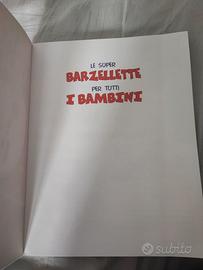 LE SUPER
BARZELLETTE
PER TUTTI
I BAMBINI
subito